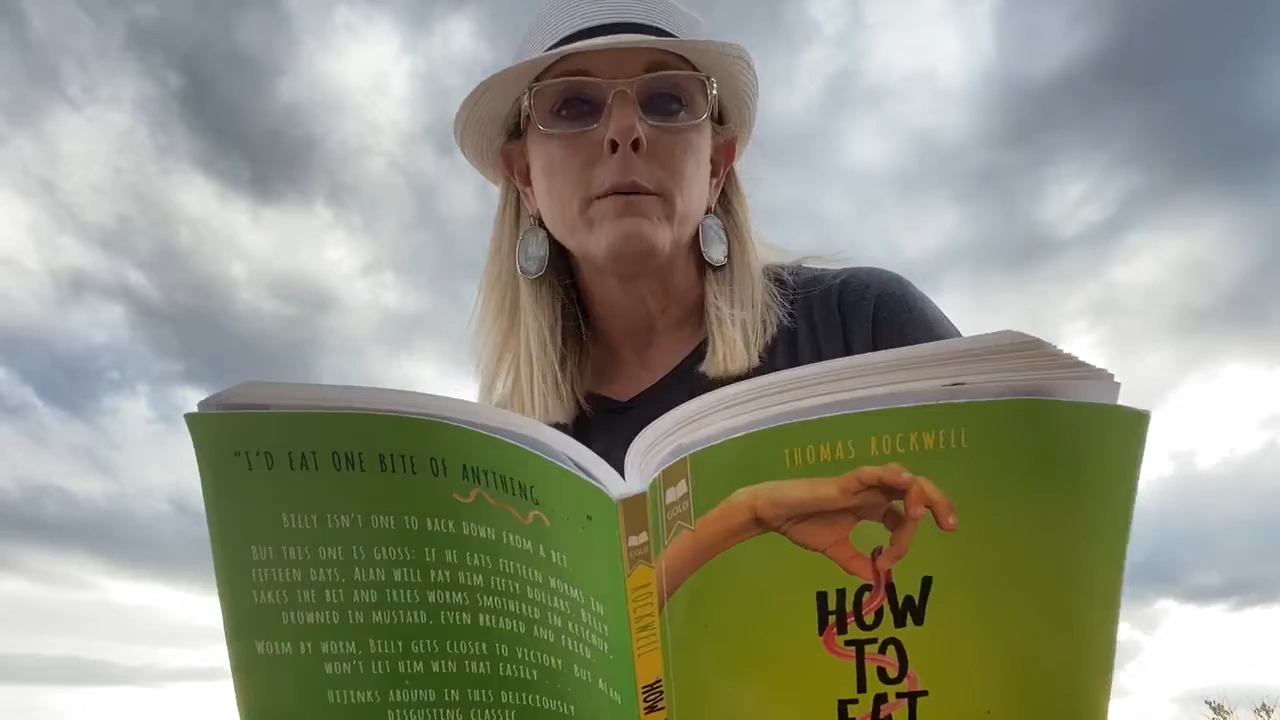 "I'D EAT ONE BITE OF ANYTHING
"
BILLY ISN'T ONE TO BACK DOWN FROM A BET.
BUT THIS ONE IS GROSS: IF HE EATS FIFTEEN WORMS IN
FIFTEEN DAYS, ALAN WILL PAY HIM FIFTY DOLLARS. BILLY
TAKES THE BET AND TRIES WORMS SMOTHERED IN KETCHUP,
DROWNED IN MUSTARD, EVEN BREADED AND FRIED.
WORM BY WORM, BILLY GETS CLOSER TO VICTORY. BUT ALAN
WON'T LET HIM WIN THAT EASILY . . .
HIJINKS ABOUND IN THIS DELICIOUSLY
DISGUSTING CLASSIC
GOLD
ROCKWELL
HOW
GOLD
THOMAS ROCKWELL
HOW
TO
EAT